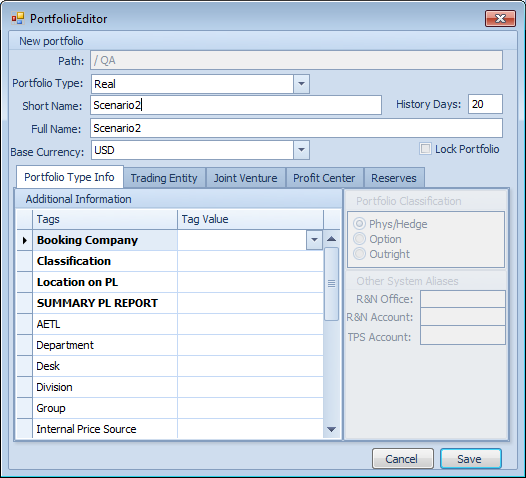 PortfolioEditor
New portfolio
Path: / QA
Portfolio Type: Real
Short Name: Scenario2 History Days: 20
Full Name: Scenario2
Base Currency: USD Lock Portfolio
Portfolio Type Info Trading Entity Joint Venture Profit Center Reserves
Additional Information
Tags Tag Value
Booking Company
Classification
Location on PL
SUMMARY PL REPORT
AETL
Department
Desk
Division
Group
Internal Price Source
Portfolio Classification
Phys/Hedge
Option
Outright
Other System Aliases
R&N Office:
R&N Account:
TPS Account:
Cancel Save